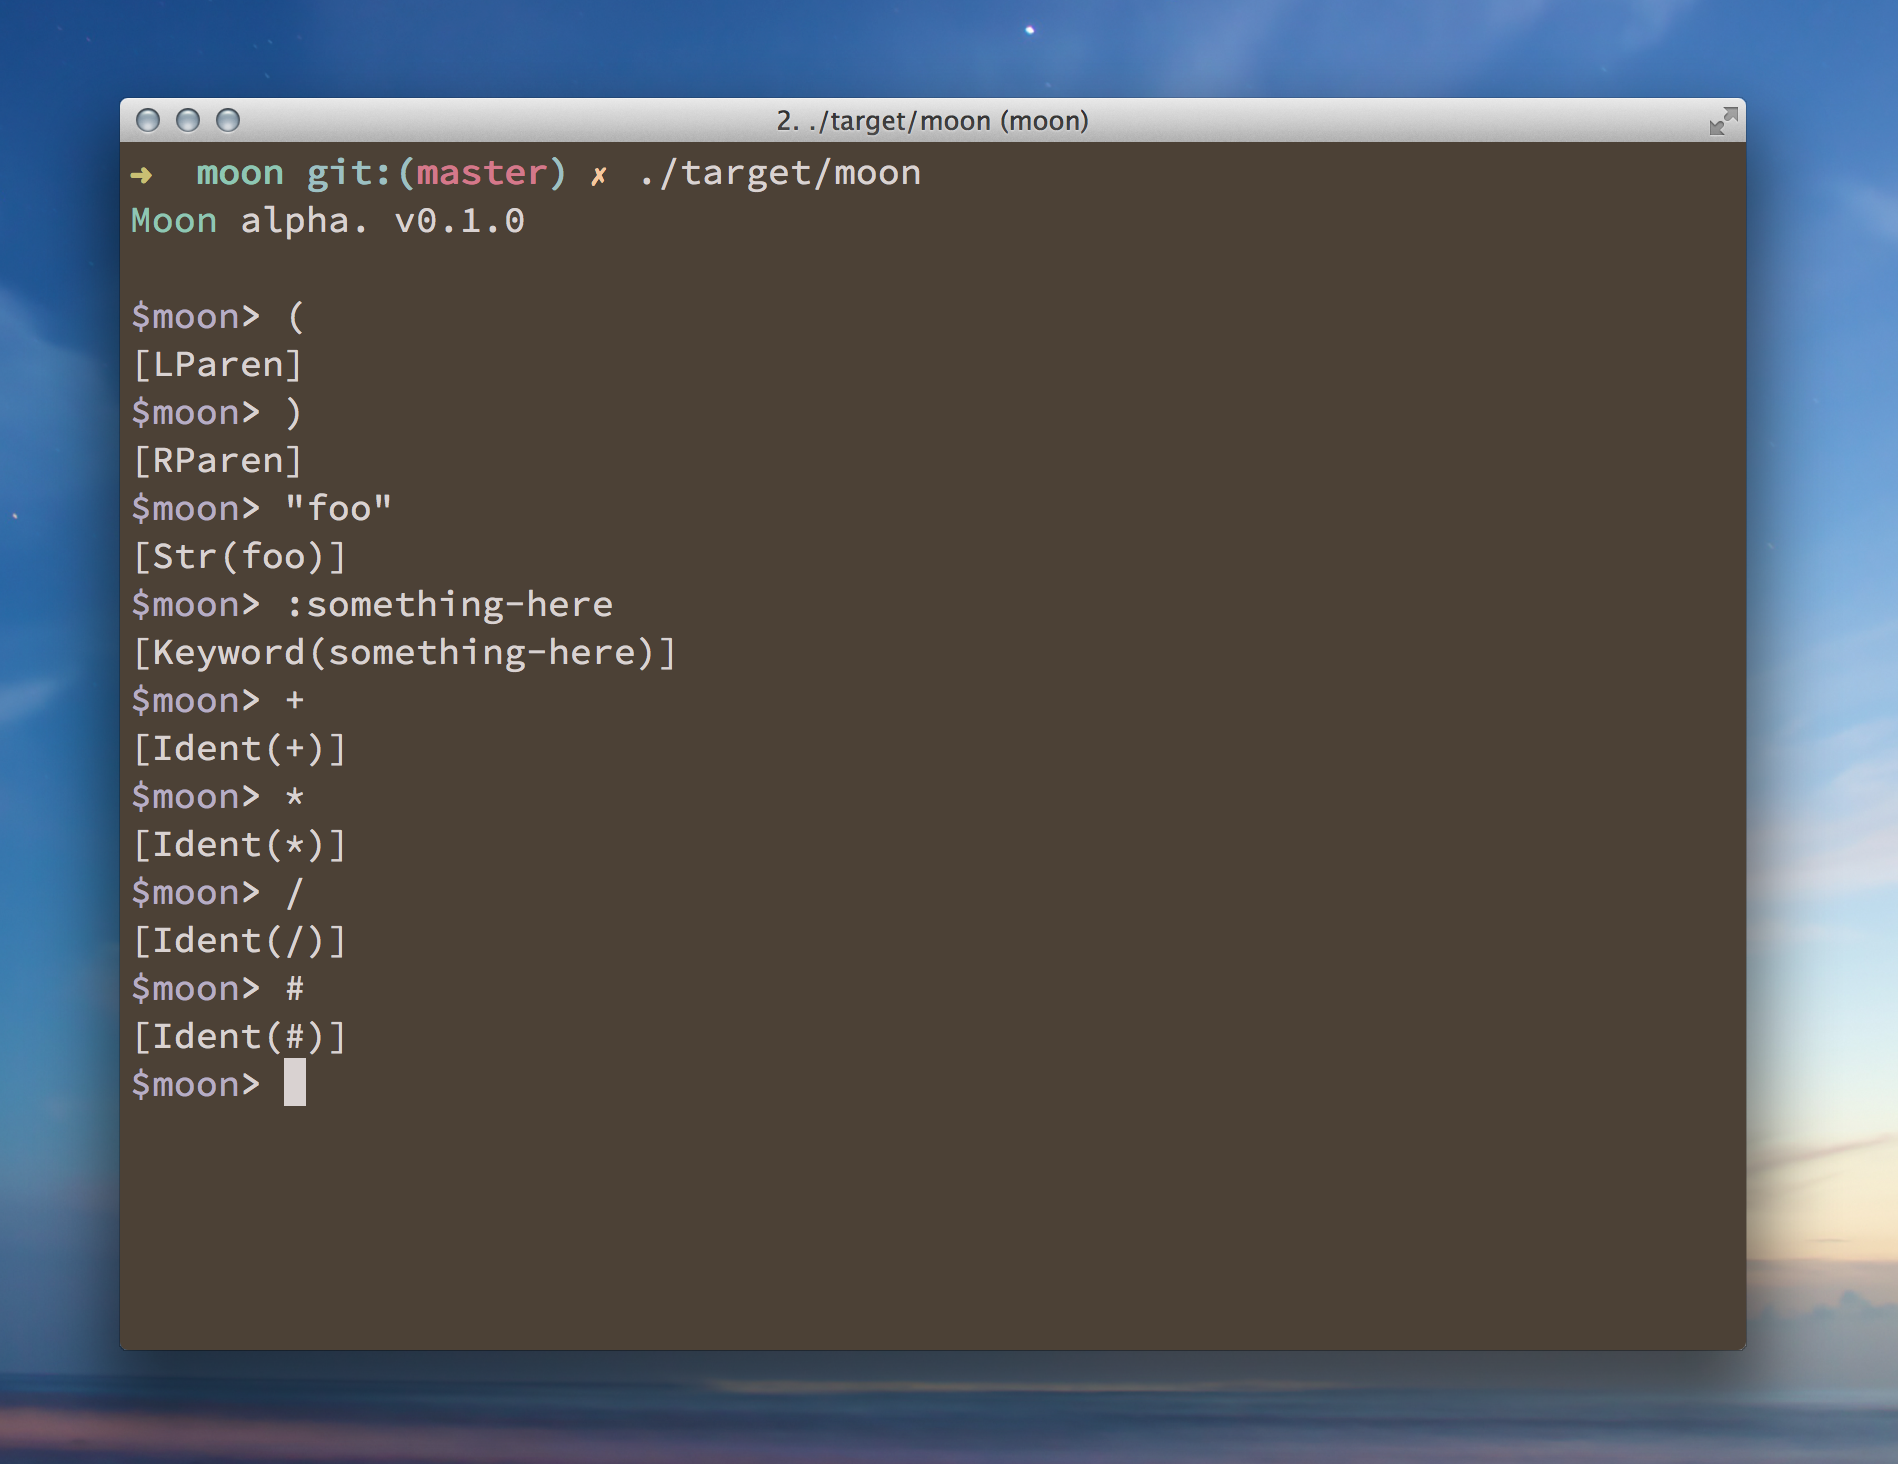 2. ./target/moon (moon)
➜ moon git:(master) ✗ ./target/moon
Moon alpha. v0.1.0
$moon> (
[LParen]
$moon> )
[RParen]
$moon> "foo"
[Str(foo)]
$moon> :something-here
[Keyword(something-here)]
$moon> +
[Ident(+)]
$moon> *
[Ident(*)]
$moon> /
[Ident(/)]
$moon> #
[Ident(#)]
$moon>